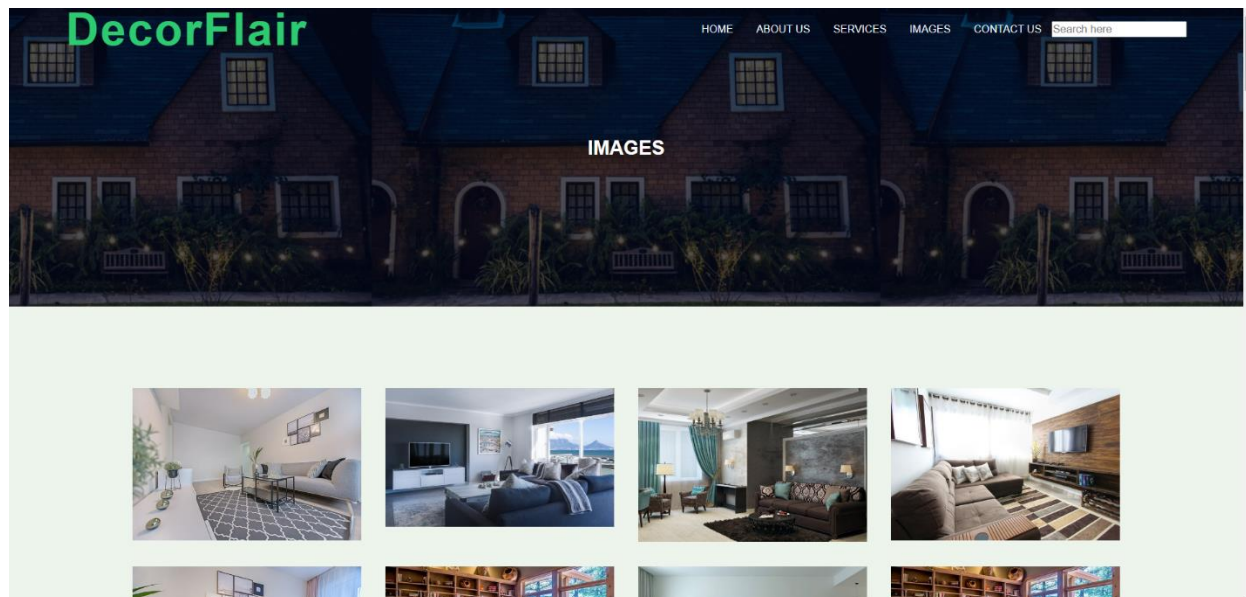 DecorFlair
HOME ABOUT US SERVICES IMAGES CONTACT US Search here
IMAGES